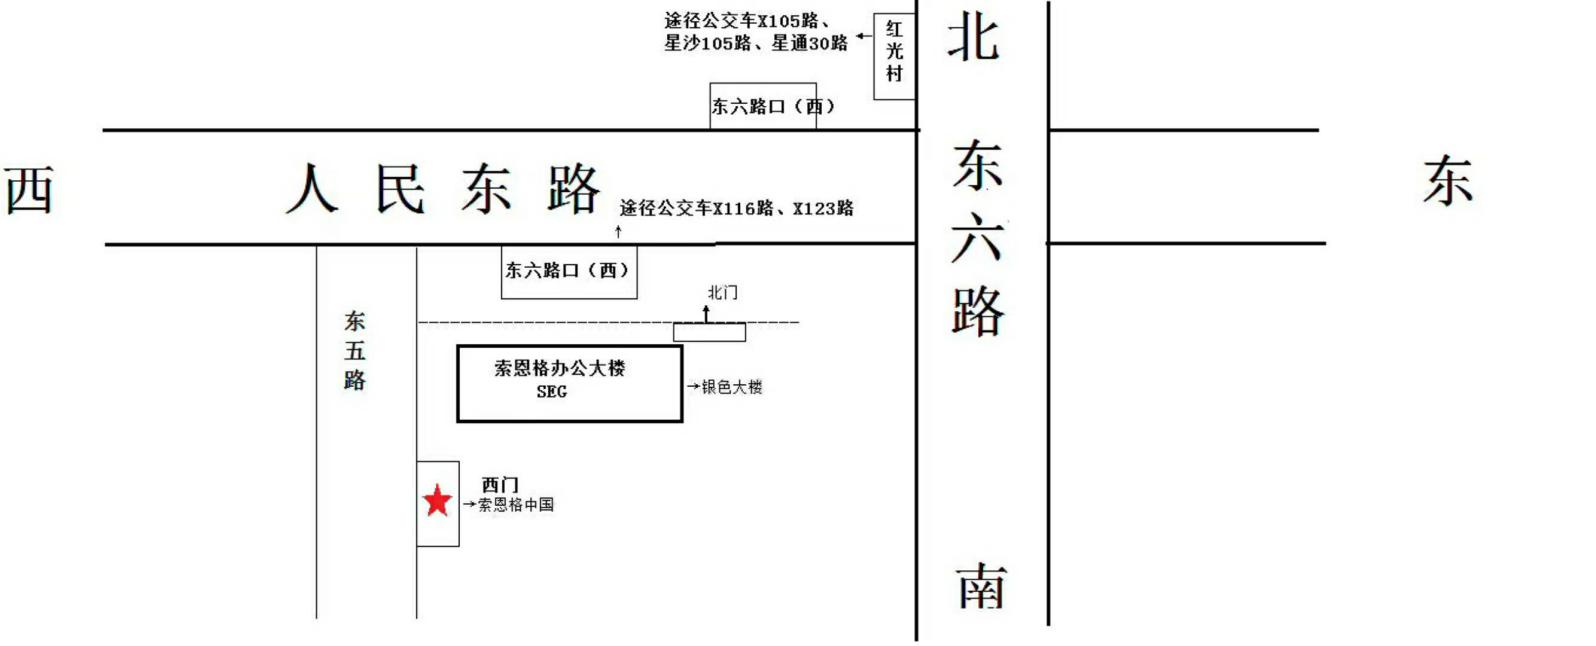 途径公交车X105路、
星沙105路、星通30路
红光村
北
东六路口（西）
西
人民东路
东六路
东
途径公交车X116路、X123路
东六路口（西）
北门
东五路
索恩格办公大楼
SEG
银色大楼
西门
索恩格中国
南